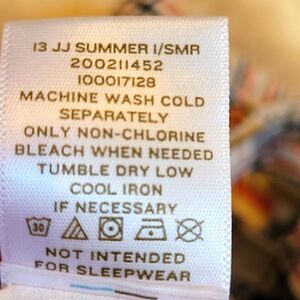 13 JJ SUMMER 1/SMR
200211452
100017128
MACHINE WASH COLD
SEPARATELY
ONLY NON-CHLORINE
BLEACH WHEN NEEDED
TUMBLE DRY LOW
COOL IRON
IF NECESSARY
30
NOT INTENDED
FOR SLEEPWEAR